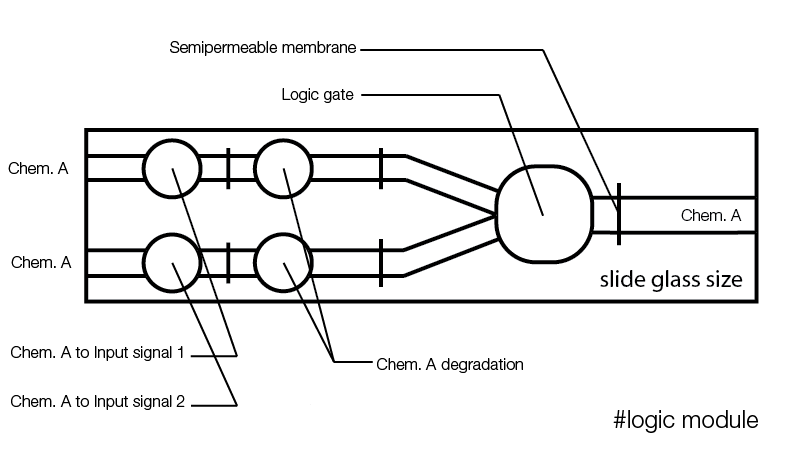 Semipermeable membrane
Logic gate
Chem. A
Chem. A
Chem. A
slide glass size
Chem. A to Input signal 1
Chem. A degradation
Chem. A to Input signal 2
#logic module